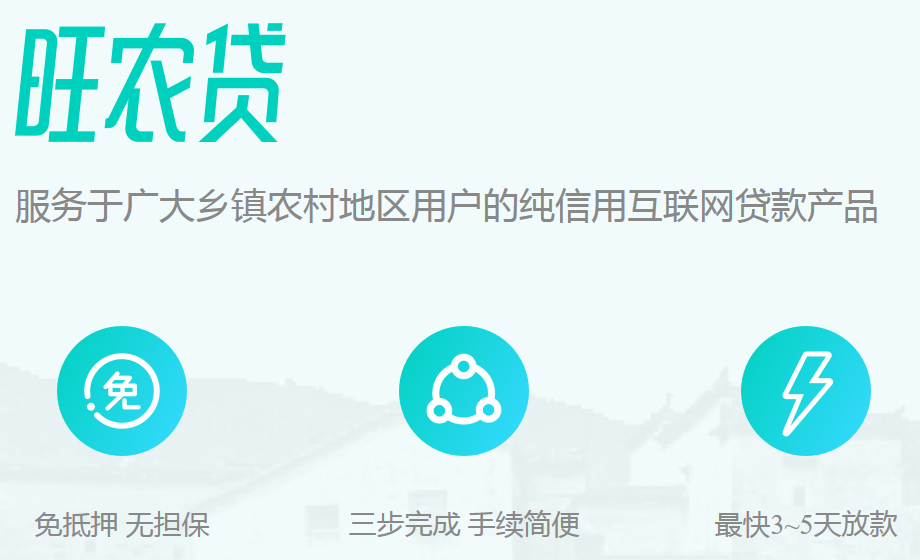 旺农贷
服务于广大乡镇农村地区用户的纯信用互联网贷款产品
免
免抵押 无担保
三步完成 手续简便
最快3~5天放款